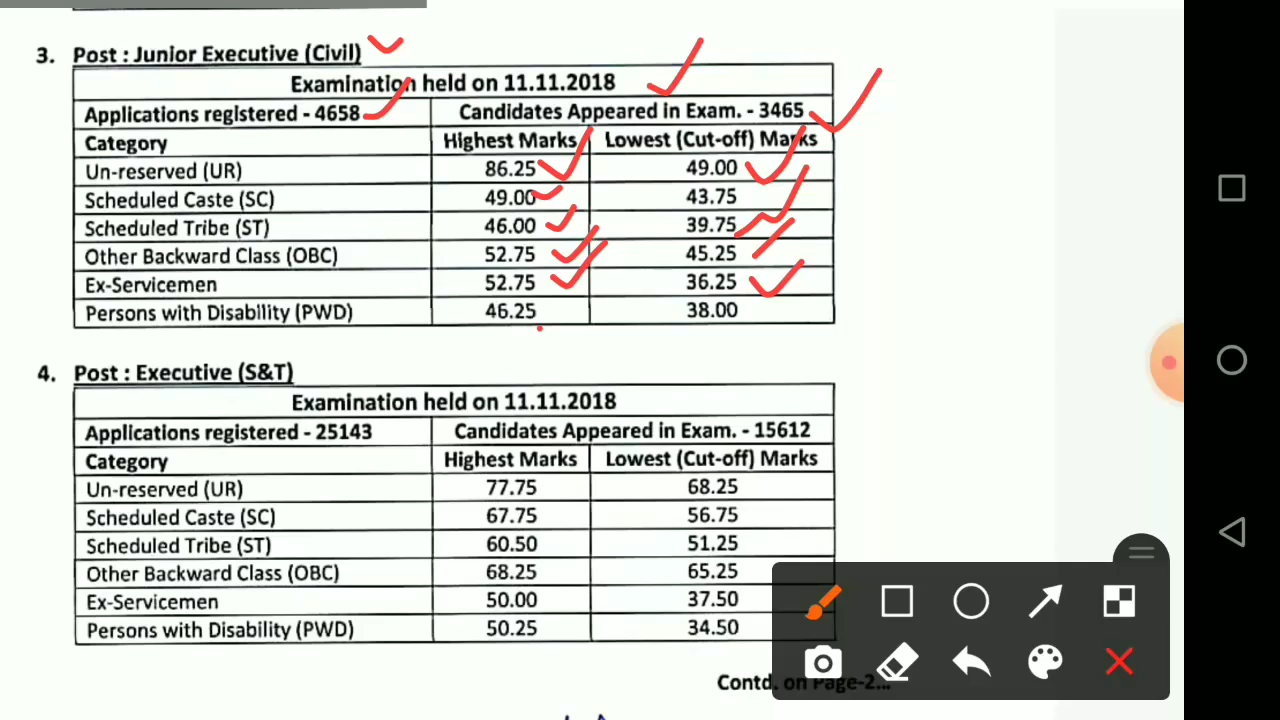 3. Post : Junior Executive (Civil)
Examination held on 11.11.2018
Applications registered - 4658 Candidates Appeared in Exam. - 3465
Category Highest Marks Lowest (Cut-off) Marks
Un-reserved (UR) 86.25 49.00
Scheduled Caste (SC) 49.00 43.75
Scheduled Tribe (ST) 46.00 39.75
Other Backward Class (OBC) 52.75 45.25
Ex-Servicemen 52.75 36.25
Persons with Disability (PWD) 46.25 38.00
4. Post : Executive (S&T)
Examination held on 11.11.2018
Applications registered - 25143 Candidates Appeared in Exam. - 15612
Category Highest Marks Lowest (Cut-off) Marks
Un-reserved (UR) 77.75 68.25
Scheduled Caste (SC) 67.75 56.75
Scheduled Tribe (ST) 60.50 51.25
Other Backward Class (OBC) 68.25 65.25
Ex-Servicemen 50.00 37.50
Persons with Disability (PWD) 50.25 34.50
Contd. on Page-2...